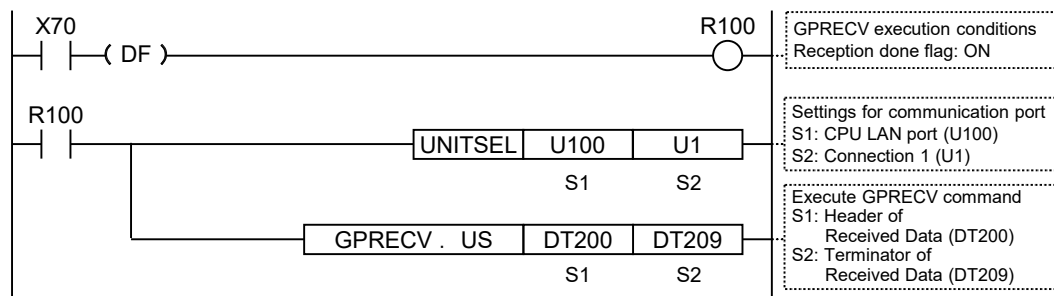 X70
( DF )
R100
GPRECV execution conditions
Reception done flag: ON
R100
UNITSEL U100 U1
S1 S2
Settings for communication port
S1: CPU LAN port (U100)
S2: Connection 1 (U1)
GPRECV . US DT200 DT209
S1 S2
Execute GPRECV command
S1: Header of
Received Data (DT200)
S2: Terminator of
Received Data (DT209)